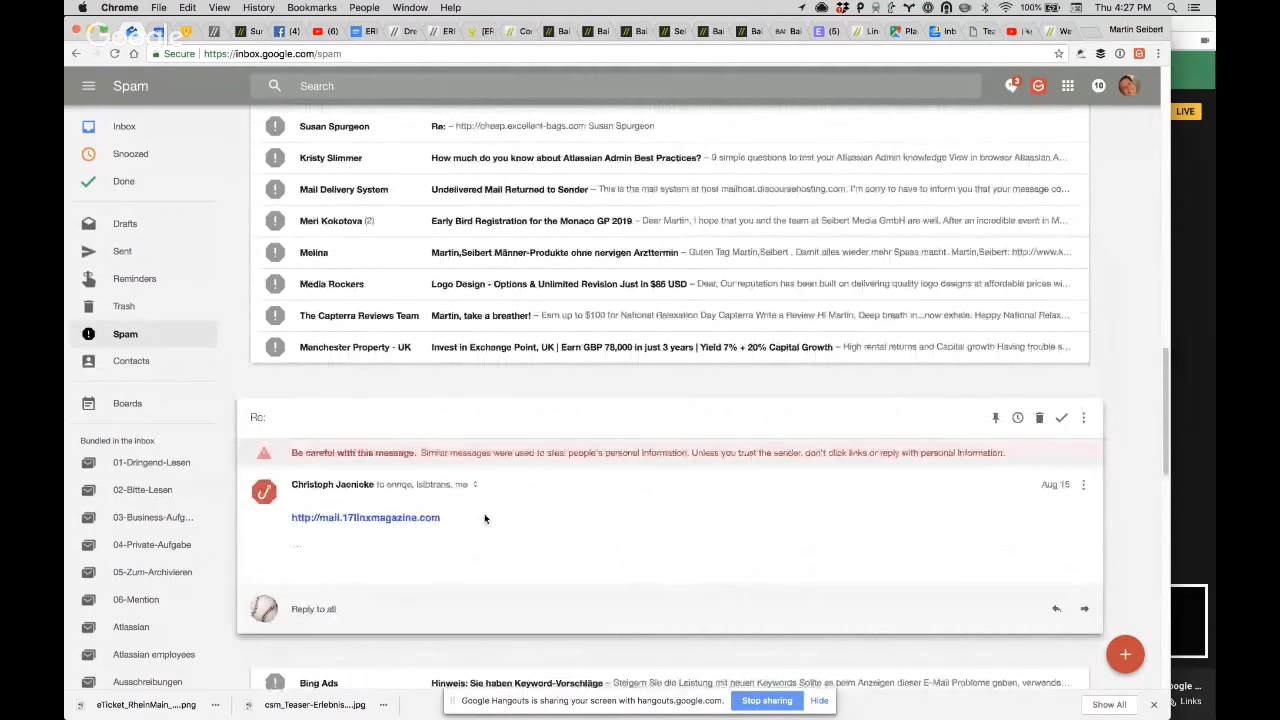 Chrome File Edit View History Bookmarks People Window Help 100% Thu 4:27 PM
Google
Martin Seibert
Secure https://inbox.google.com/spam
Spam Search 3 10
LIVE
Inbox
Snoozed
Done
Drafts
Sent
Reminders
Trash
Spam
Contacts
Boards
Bundled in the inbox
01-Dringend-Lesen
02-Bitte-Lesen
03-Business-Aufg...
04-Private-Aufgabe
05-Zum-Archivieren
06-Mention
Atlassian
Atlassian employees
Ausschreibungen
Susan Spurgeon Re: – http://cheap.excellent-bags.com Susan Spurgeon
Kristy Slimmer How much do you know about Atlassian Admin Best Practices? – 9 simple questions to test your Atlassian Admin knowledge View in browser Atlassian A...
Mail Delivery System Undelivered Mail Returned to Sender – This is the mail system at host mailhost.discoursehosting.com. I'm sorry to have to inform you that your message co...
Meri Kokotova (2) Early Bird Registration for the Monaco GP 2019 – Dear Martin, I hope that you and the team at Seibert Media GmbH are well. After an incredible event in M...
Melina Martin,Seibert Männer-Produkte ohne nervigen Arzttermin – Guten Tag Martin,Seibert , Damit alles wieder mehr Spass macht. Martin,Seibert: http://www.k...
Media Rockers Logo Design - Options & Unlimited Revision Just in $85 USD – Dear, Our reputation has been built on delivering quality logo designs at affordable prices wi...
The Capterra Reviews Team Martin, take a breather! – Earn up to $100 for National Relaxation Day Capterra Write a Review Hi Martin, Deep breath in...now exhale. Happy National Relax...
Manchester Property - UK Invest in Exchange Point, UK | Earn GBP 78,000 in just 3 years | Yield 7% + 20% Capital Growth – High rental returns and Capital growth Having trouble s...
Re:
Be careful with this message. Similar messages were used to steal people's personal information. Unless you trust the sender, don't click links or reply with personal information.
Christoph Jaenicke Aug 15
http://mail.17linxmagazine.com
...
Reply to all
Bing Ads Hinweis: Sie haben Keyword-Vorschläge – Steigern Sie die Leistung mit neuen Keywords Sollte es beim Anzeigen dieser E-Mail Probleme geben, verwende...
Google Hangouts is sharing your screen with hangouts.google.com. Stop sharing Hide
eTicket_RheinMain_....png csm_Teaser-Erlebnis....jpg Show All
Links